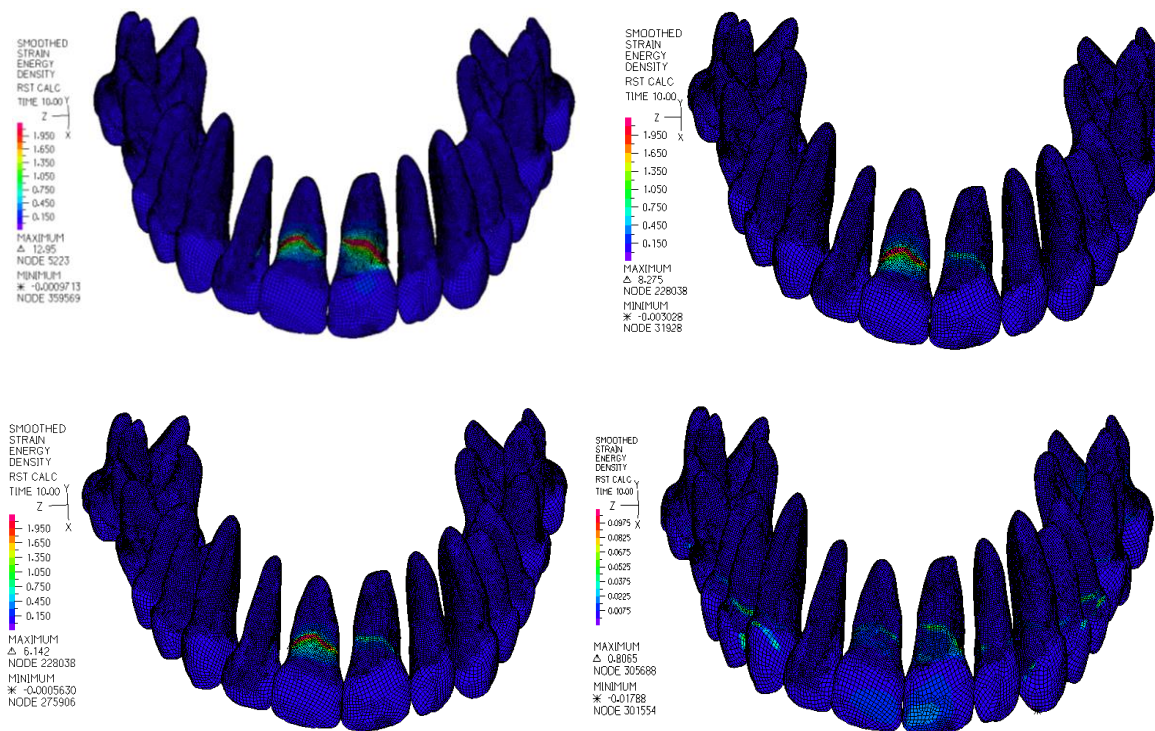 SMOOTHED
STRAIN
ENERGY
DENSITY
RST CALC
TIME 10.00 Y
Z
X
1.950
1.650
1.350
1.050
0.750
0.450
0.150
MAXIMUM
Δ 12.95
NODE 5223
MINIMUM
* -0.0009713
NODE 359569
SMOOTHED
STRAIN
ENERGY
DENSITY
RST CALC
TIME 10.00 Y
Z
X
1.950
1.650
1.350
1.050
0.750
0.450
0.150
MAXIMUM
Δ 8.275
NODE 228038
MINIMUM
* -0.003028
NODE 31928
SMOOTHED
STRAIN
ENERGY
DENSITY
RST CALC
TIME 10.00 Y
Z
X
1.950
1.650
1.350
1.050
0.750
0.450
0.150
MAXIMUM
Δ 6.142
NODE 228038
MINIMUM
* -0.0005630
NODE 275906
SMOOTHED
STRAIN
ENERGY
DENSITY
RST CALC Y
TIME 10.00
Z
X
0.0975
0.0825
0.0675
0.0525
0.0375
0.0225
0.0075
MAXIMUM
Δ 0.8065
NODE 305688
MINIMUM
* -0.01788
NODE 301554